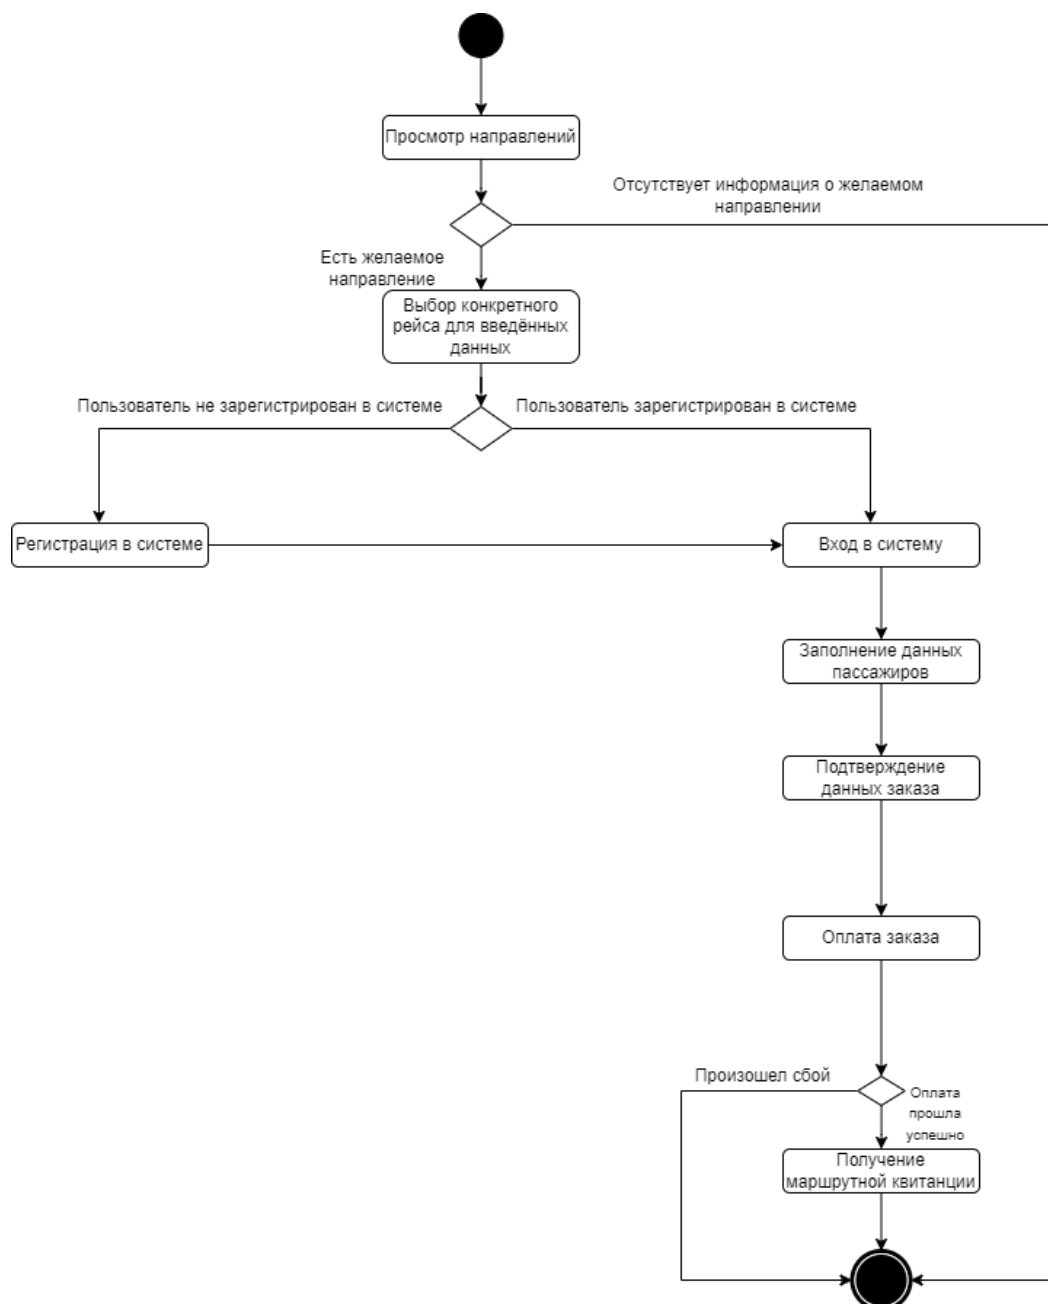 Просмотр направлений
Отсутствует информация о желаемом
направлении
Есть желаемое
направление
Выбор конкретного
рейса для введённых
данных
Пользователь не зарегистрирован в системе
Пользователь зарегистрирован в системе
Регистрация в системе
Вход в систему
Заполнение данных
пассажиров
Подтверждение
данных заказа
Оплата заказа
Произошел сбой
Оплата
прошла
успешно
Получение
маршрутной квитанции